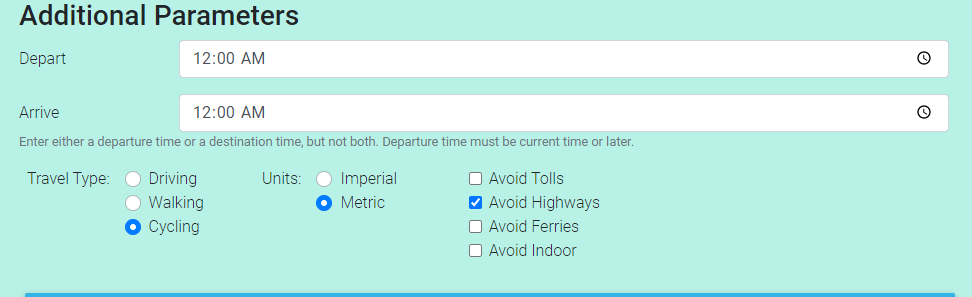 Additional Parameters
Depart 12:00 AM
Arrive 12:00 AM
Enter either a departure time or a destination time, but not both. Departure time must be current time or later.
Travel Type: Driving Units: Imperial Avoid Tolls
Walking Metric Avoid Highways
Cycling Avoid Ferries
Avoid Indoor